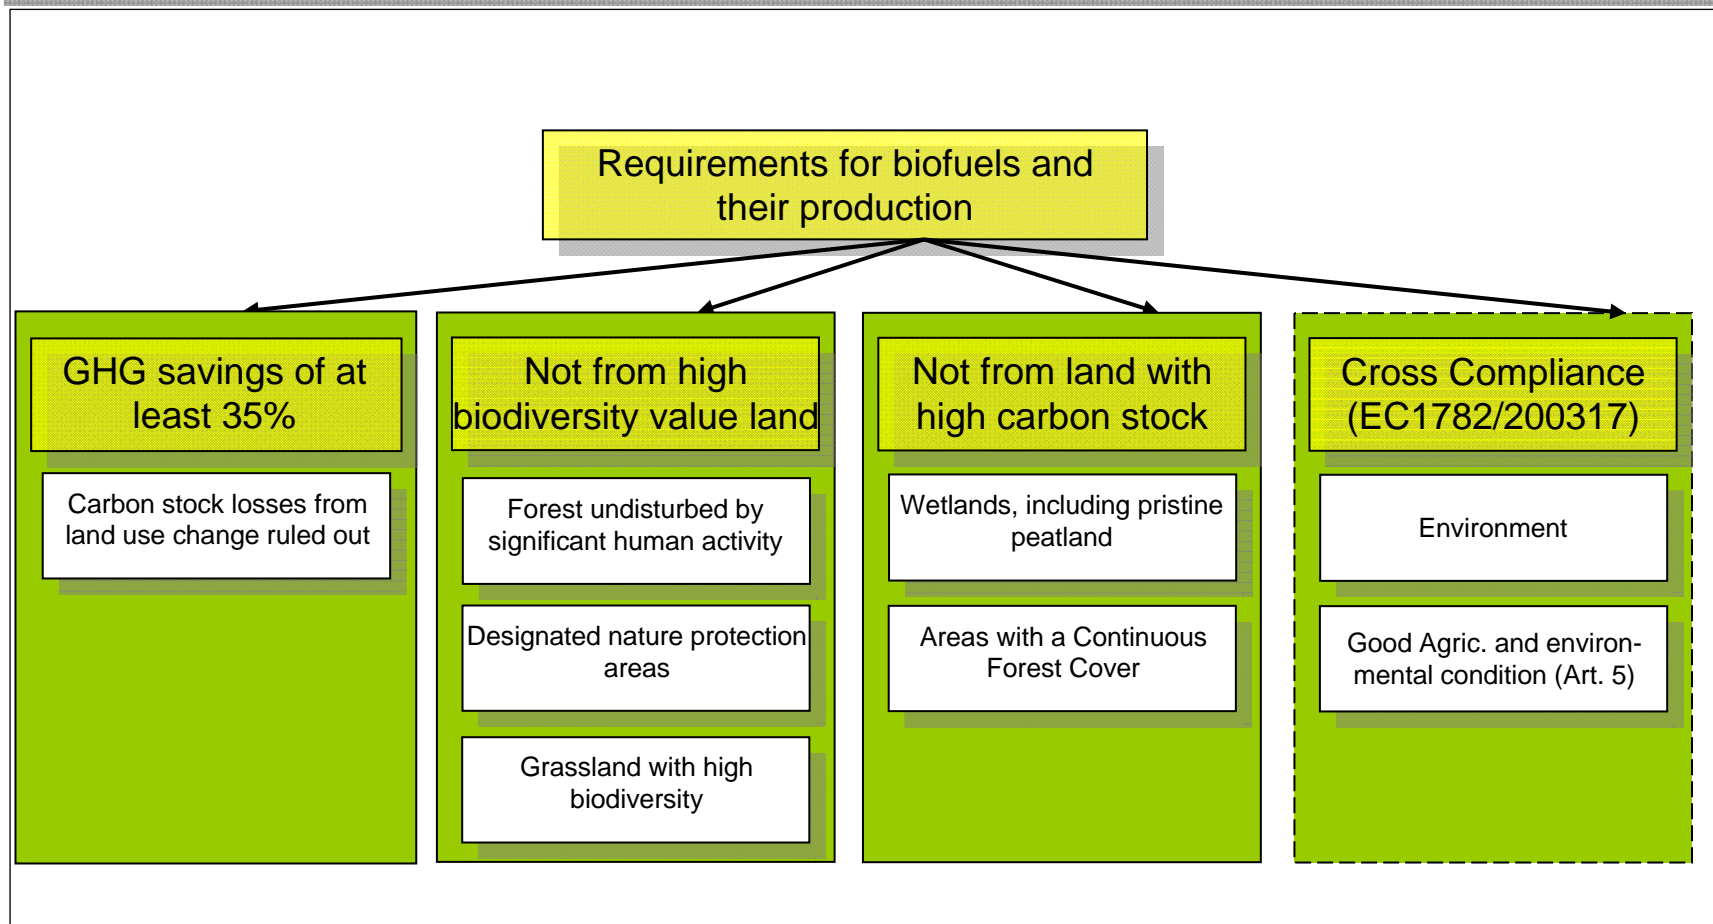 Requirements for biofuels and
their production
GHG savings of at
least 35%
Carbon stock losses from
land use change ruled out
Not from high
biodiversity value land
Forest undisturbed by
significant human activity
Designated nature protection
areas
Grassland with high
biodiversity
Not from land with
high carbon stock
Wetlands, including pristine
peatland
Areas with a Continuous
Forest Cover
Cross Compliance
(EC1782/200317)
Environment
Good Agric. and environ-
mental condition (Art. 5)